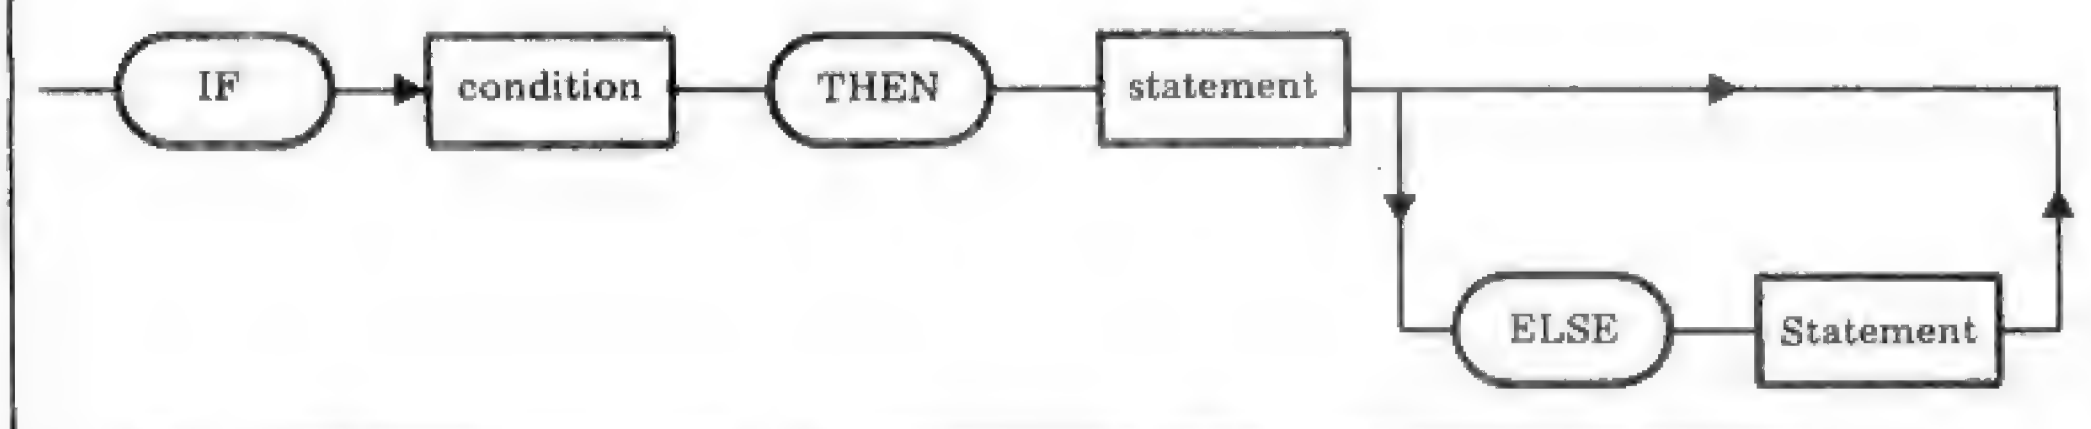 IF condition THEN statement
ELSE Statement